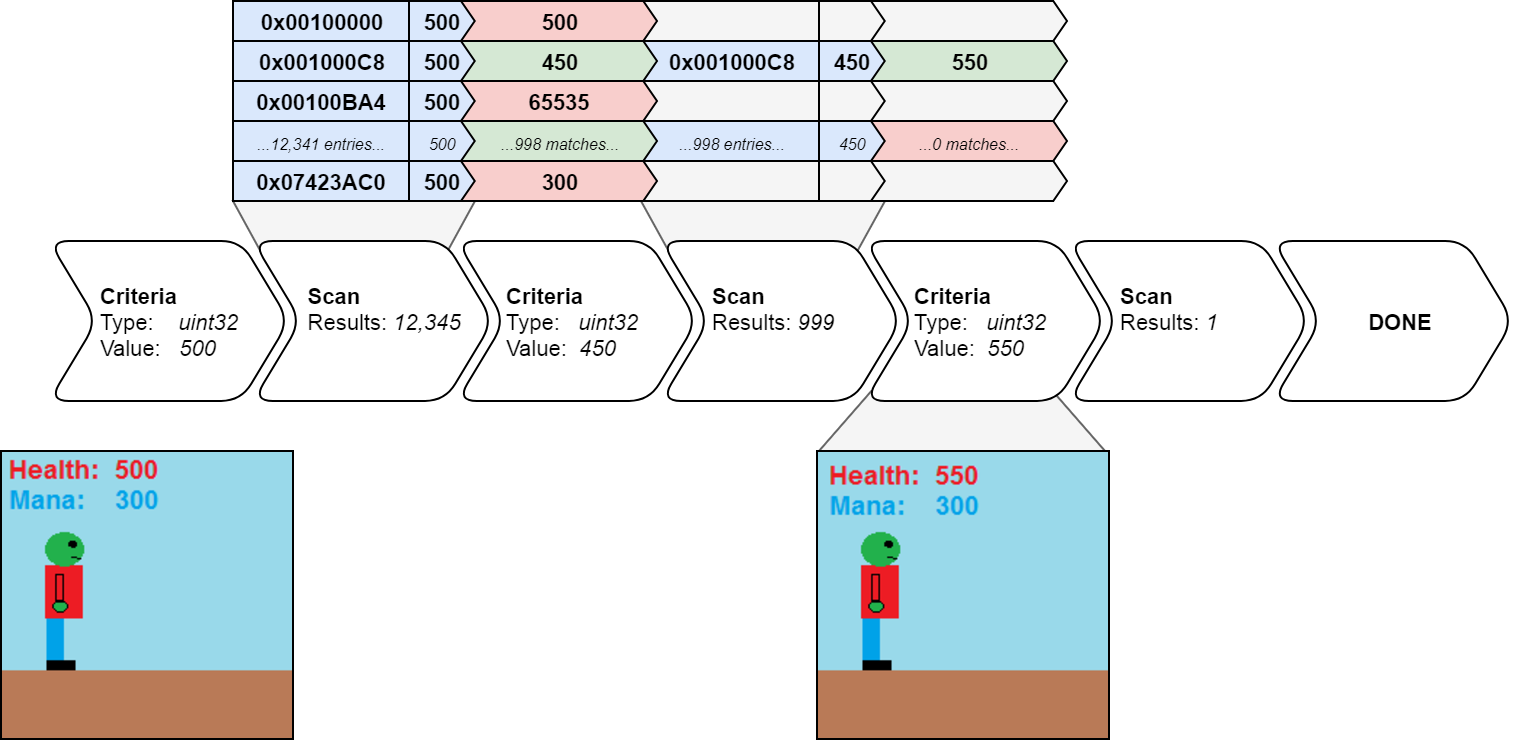 0x00100000 500 500
0x001000C8 500 450 0x001000C8 450 550
0x00100BA4 500 65535
...12,341 entries... 500 ...998 matches... ...998 entries... 450 ...0 matches...
0x07423AC0 500 300
Criteria
Type: uint32
Value: 500
Scan
Results: 12,345
Criteria
Type: uint32
Value: 450
Scan
Results: 999
Criteria
Type: uint32
Value: 550
Scan
Results: 1
DONE
Health: 500
Mana: 300
Health: 550
Mana: 300